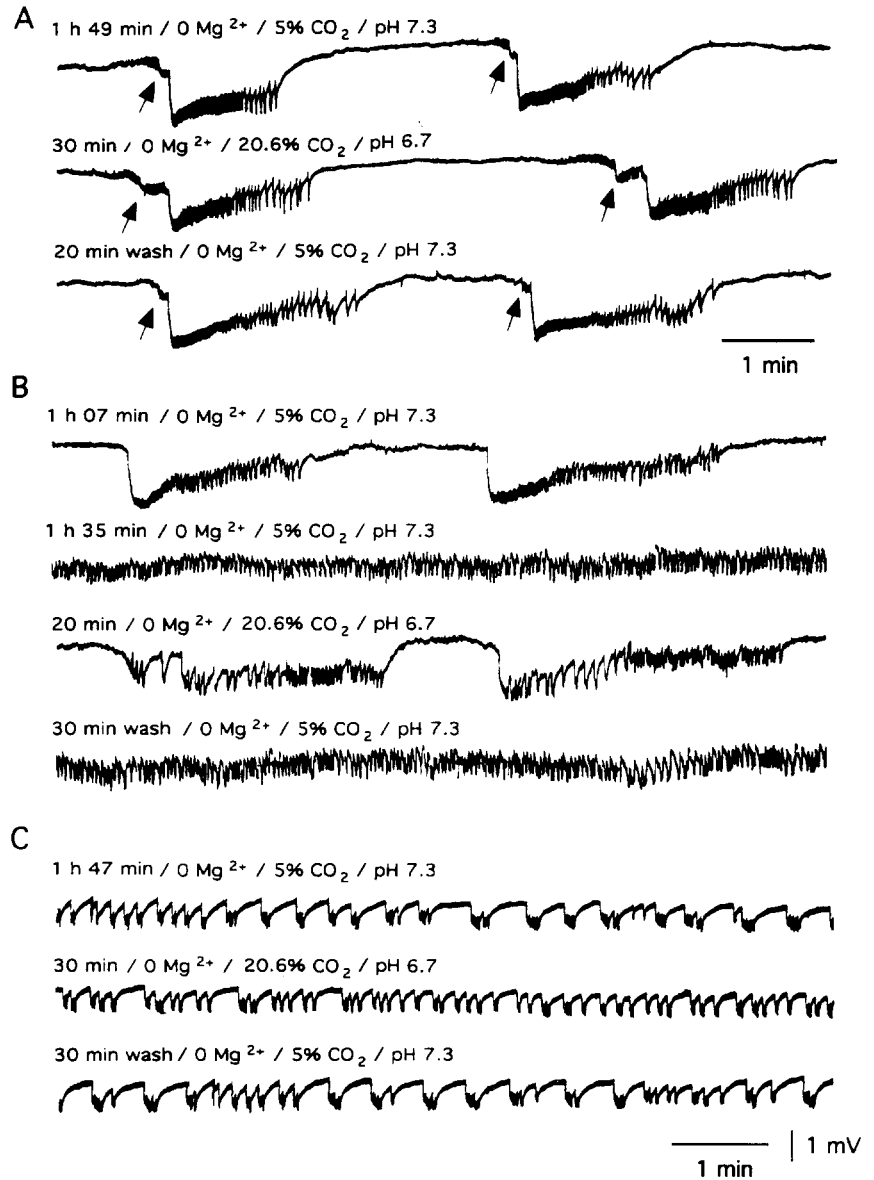 A
1 h 49 min / 0 Mg 2+ / 5% CO 2 / pH 7.3
30 min / 0 Mg 2+ / 20.6% CO 2 / pH 6.7
20 min wash / 0 Mg 2+ / 5% CO 2 / pH 7.3
1 min
B
1 h 07 min / 0 Mg 2+ / 5% CO 2 / pH 7.3
1 h 35 min / 0 Mg 2+ / 5% CO 2 / pH 7.3
20 min / 0 Mg 2+ / 20.6% CO 2 / pH 6.7
30 min wash / 0 Mg 2+ / 5% CO 2 / pH 7.3
C
1 h 47 min / 0 Mg 2+ / 5% CO 2 / pH 7.3
30 min / 0 Mg 2+ / 20.6% CO 2 / pH 6.7
30 min wash / 0 Mg 2+ / 5% CO 2 / pH 7.3
1 mV
1 min